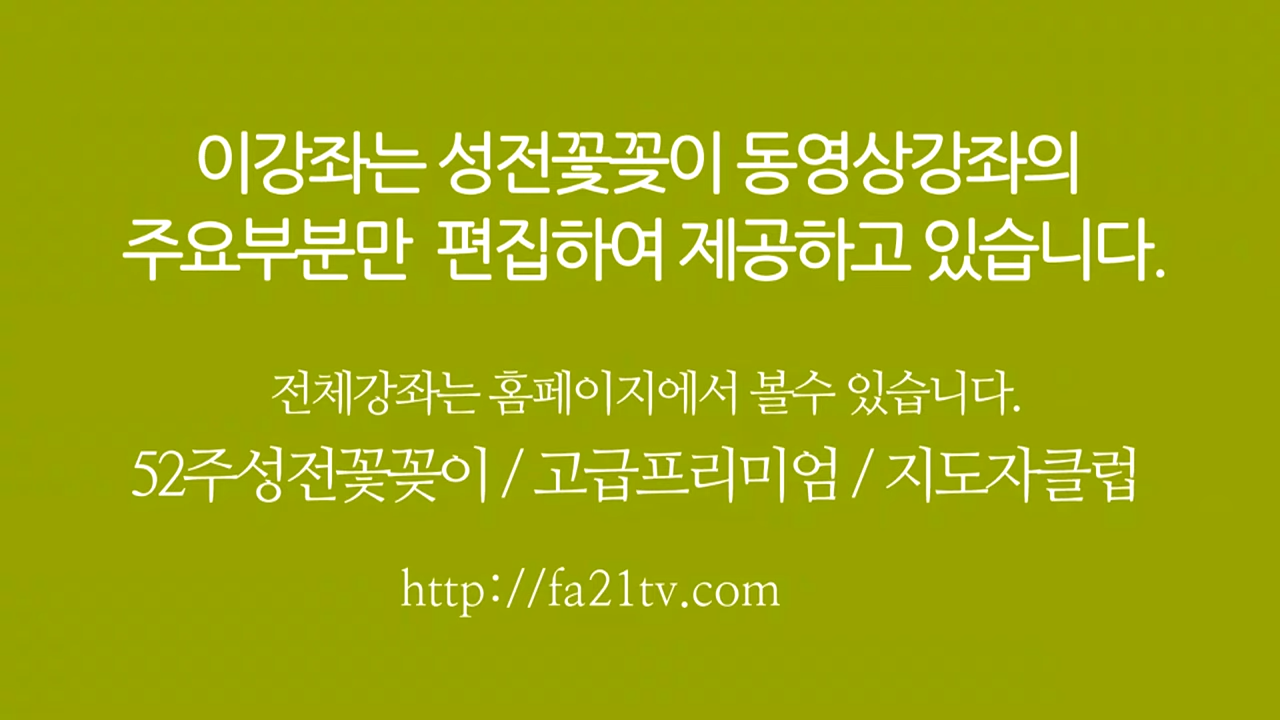 이강좌는 성전꽃꽂이 동영상강좌의
주요부분만 편집하여 제공하고 있습니다.
전체강좌는 홈페이지에서 볼수 있습니다.
52주성전꽃꽂이 / 고급프리미엄 / 지도자클럽
http://fa21tv.com